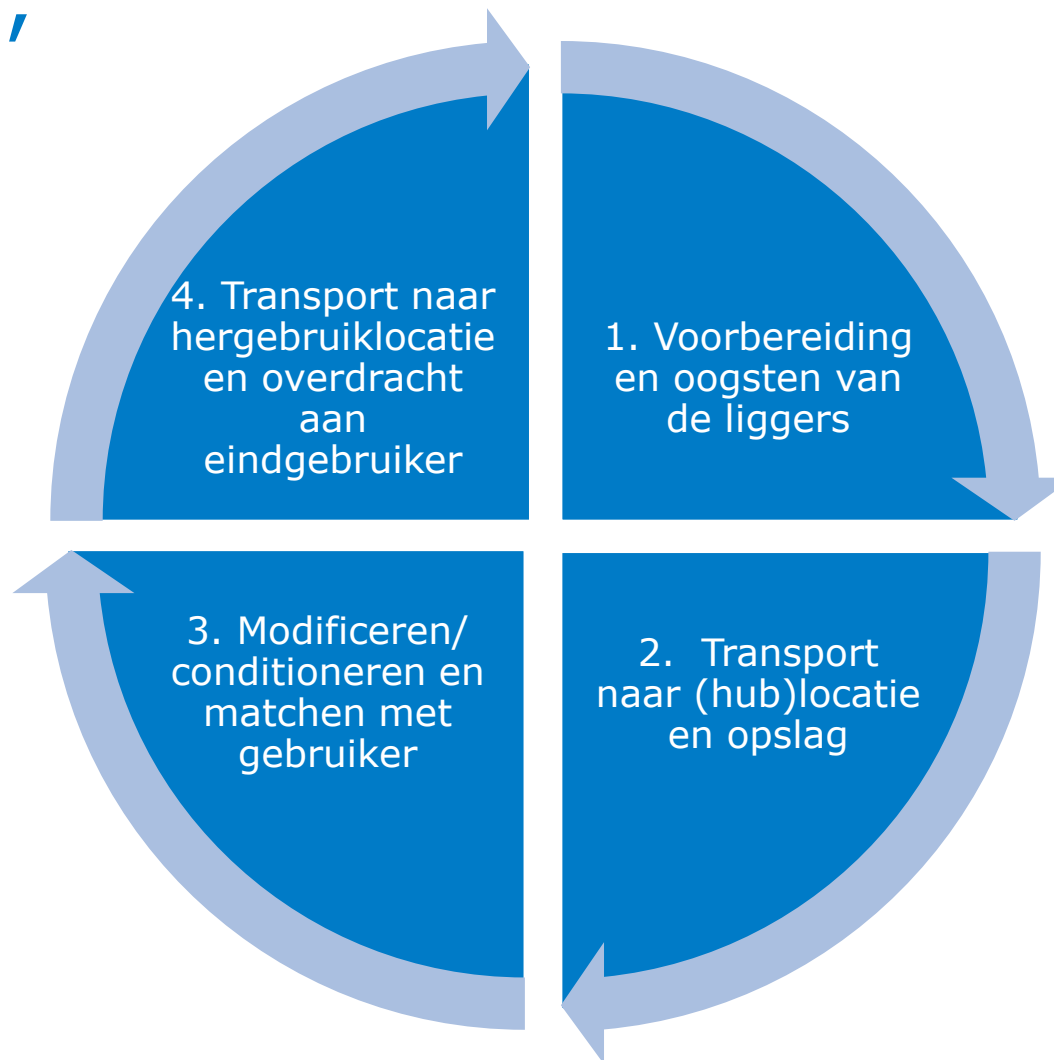 ,
4. Transport naar
hergebruiklocatie
en overdracht
aan
eindgebruiker
1. Voorbereiding
en oogsten van
de liggers
3. Modificeren/
conditioneren en
matchen met
gebruiker
2. Transport
naar (hub)locatie
en opslag